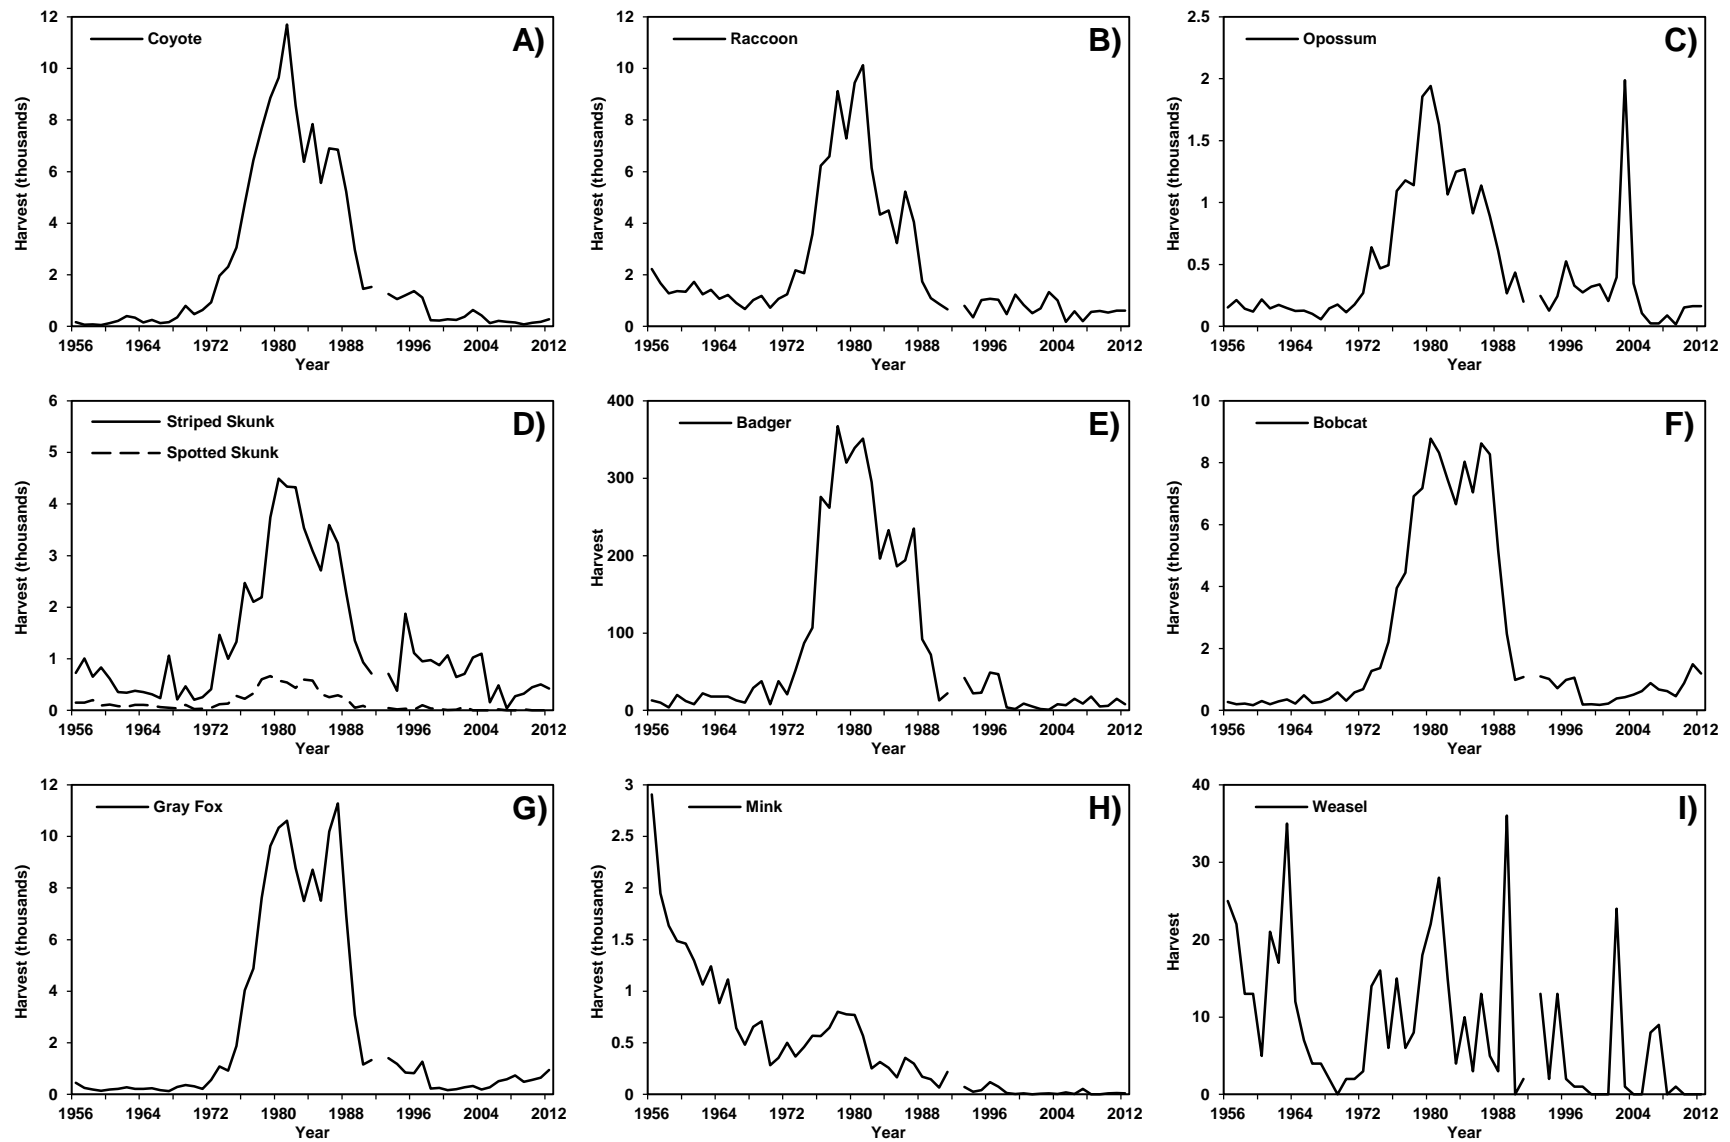 A)
Coyote
Harvest (thousands)
12
10
8
6
4
2
0
1956 1964 1972 1980 1988 1996 2004 2012
Year
B)
Raccoon
Harvest (thousands)
12
10
8
6
4
2
0
1956 1964 1972 1980 1988 1996 2004 2012
Year
C)
Opossum
Harvest (thousands)
2.5
2
1.5
1
0.5
0
1956 1964 1972 1980 1988 1996 2004 2012
Year
D)
Striped Skunk
Spotted Skunk
Harvest (thousands)
6
5
4
3
2
1
0
1956 1964 1972 1980 1988 1996 2004 2012
Year
E)
Badger
Harvest
400
300
200
100
0
1956 1964 1972 1980 1988 1996 2004 2012
Year
F)
Bobcat
Harvest (thousands)
10
8
6
4
2
0
1956 1964 1972 1980 1988 1996 2004 2012
Year
G)
Gray Fox
Harvest (thousands)
12
10
8
6
4
2
0
1956 1964 1972 1980 1988 1996 2004 2012
Year
H)
Mink
Harvest (thousands)
3
2.5
2
1.5
1
0.5
0
1956 1964 1972 1980 1988 1996 2004 2012
Year
I)
Weasel
Harvest
40
30
20
10
0
1956 1964 1972 1980 1988 1996 2004 2012
Year